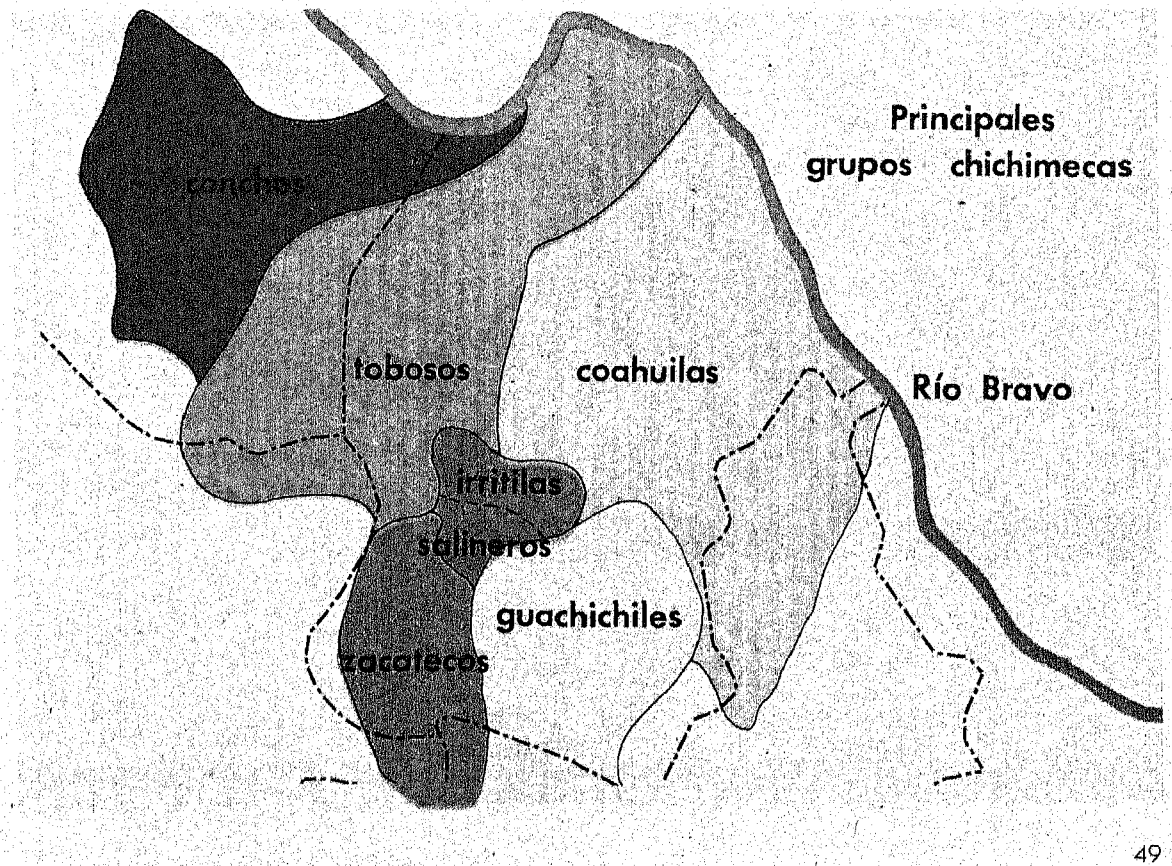 Principales
grupos chichimecas
conchos
tobosos
coahuilas
Río Bravo
irritilas
salineros
guachichiles
zacatecos
49